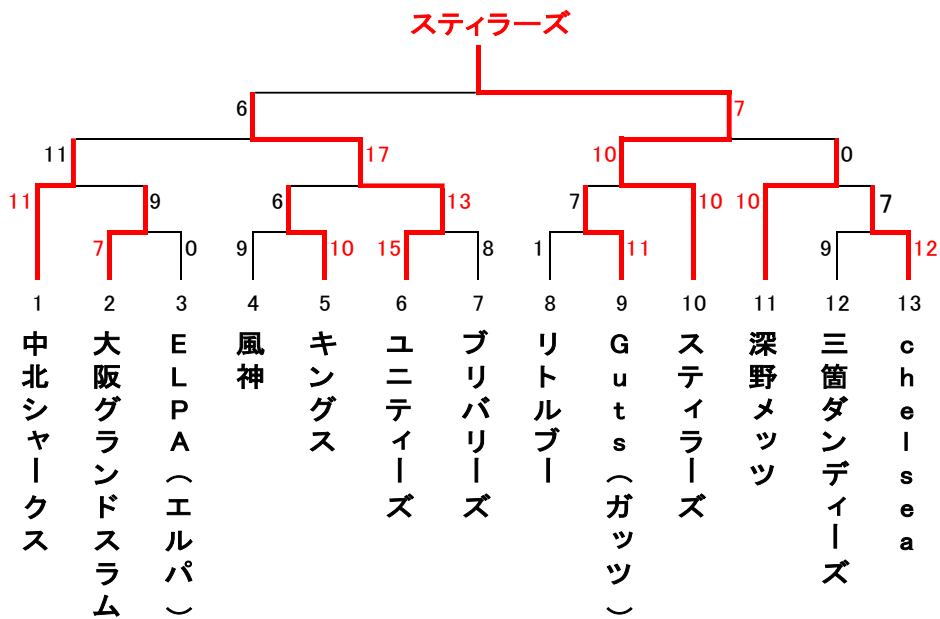 スティラーズ
6
7
11
17
10
0
11
9
6
13
7
10
10
7
7
0
9
10
15
8
1
11
9
12
1
2
3
4
5
6
7
8
9
10
11
12
13
中北シャークス
大阪グランドスラム
ELPA（エルパ）
風神
キングス
ユニティーズ
ブリバリーズ
リトルブー
Guts（ガッツ）
スティラーズ
深野メッツ
三箇ダンディーズ
chelsea